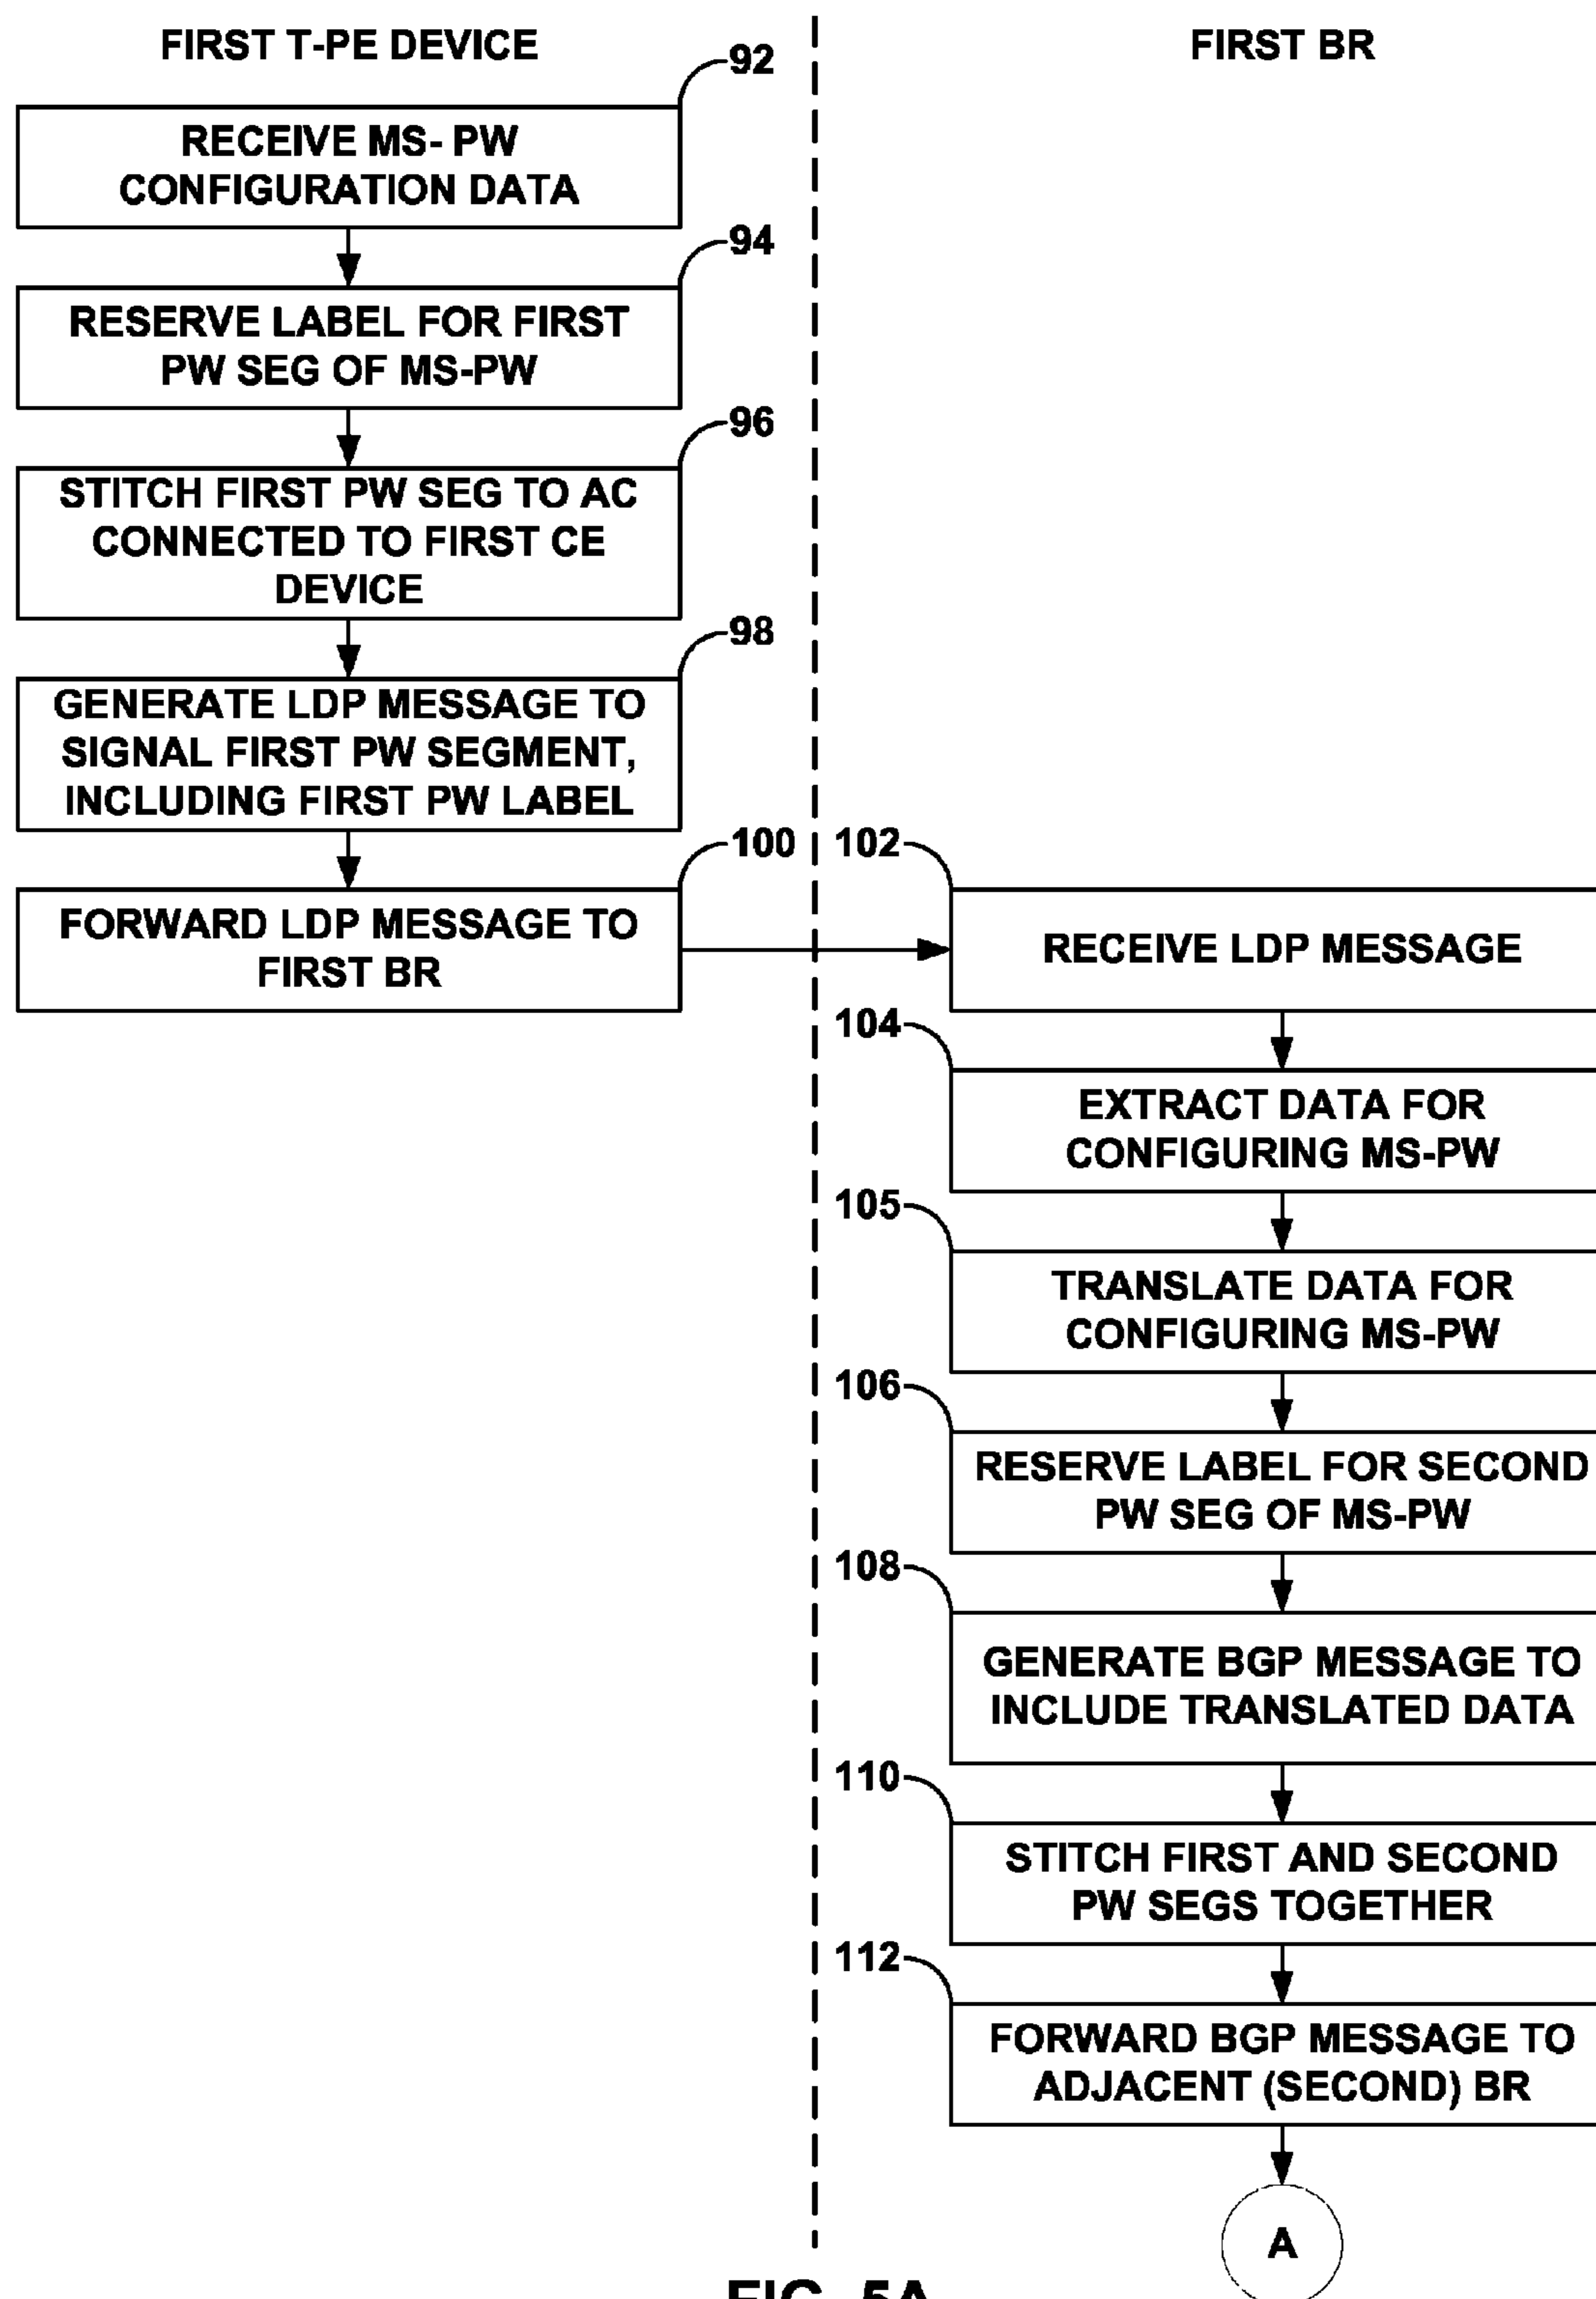 FIRST T-PE DEVICE
92
RECEIVE MS- PW
CONFIGURATION DATA
94
RESERVE LABEL FOR FIRST
PW SEG OF MS-PW
96
STITCH FIRST PW SEG TO AC
CONNECTED TO FIRST CE
DEVICE
98
GENERATE LDP MESSAGE TO
SIGNAL FIRST PW SEGMENT,
INCLUDING FIRST PW LABEL
100
FORWARD LDP MESSAGE TO
FIRST BR
FIRST BR
102
RECEIVE LDP MESSAGE
104
EXTRACT DATA FOR
CONFIGURING MS-PW
105
TRANSLATE DATA FOR
CONFIGURING MS-PW
106
RESERVE LABEL FOR SECOND
PW SEG OF MS-PW
108
GENERATE BGP MESSAGE TO
INCLUDE TRANSLATED DATA
110
STITCH FIRST AND SECOND
PW SEGS TOGETHER
112
FORWARD BGP MESSAGE TO
ADJACENT (SECOND) BR
A
FIG. 5A